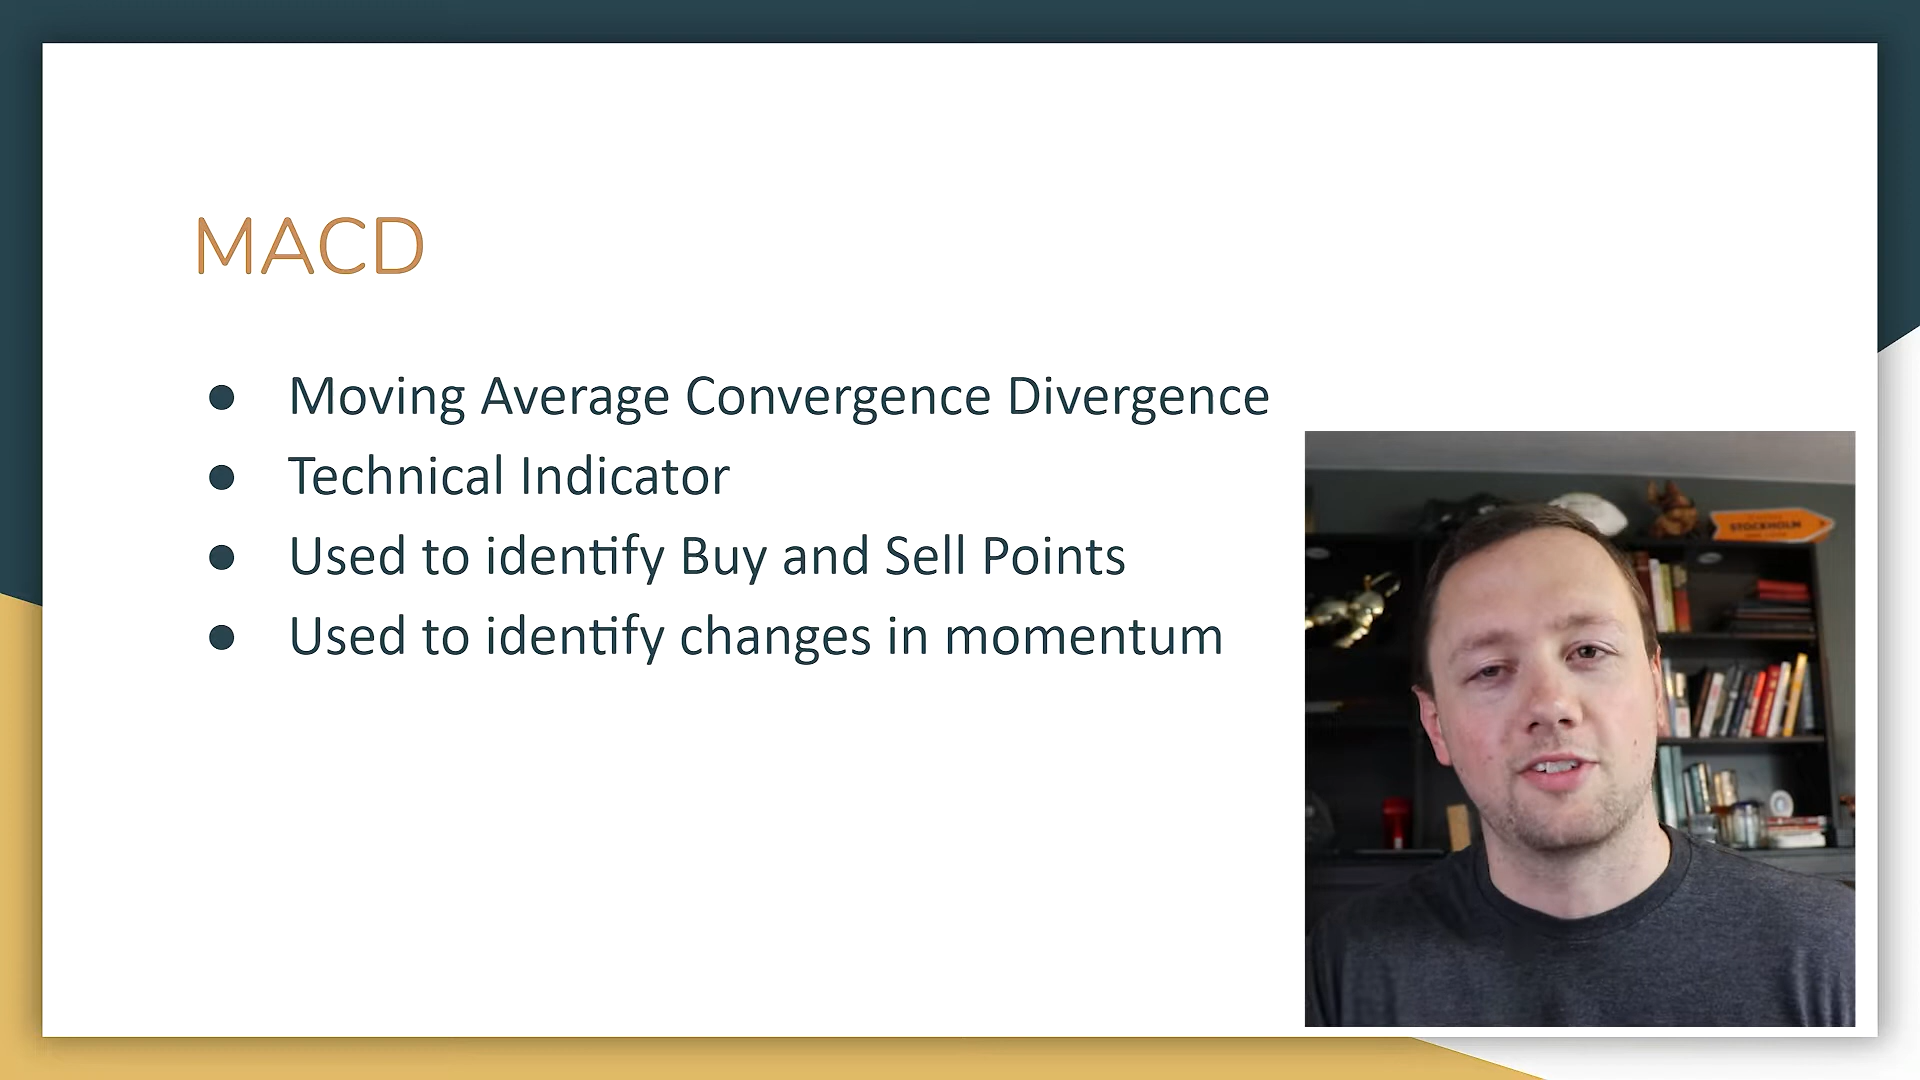 MACD
● Moving Average Convergence Divergence
● Technical Indicator
● Used to identify Buy and Sell Points
● Used to identify changes in momentum
STOCKHOLM